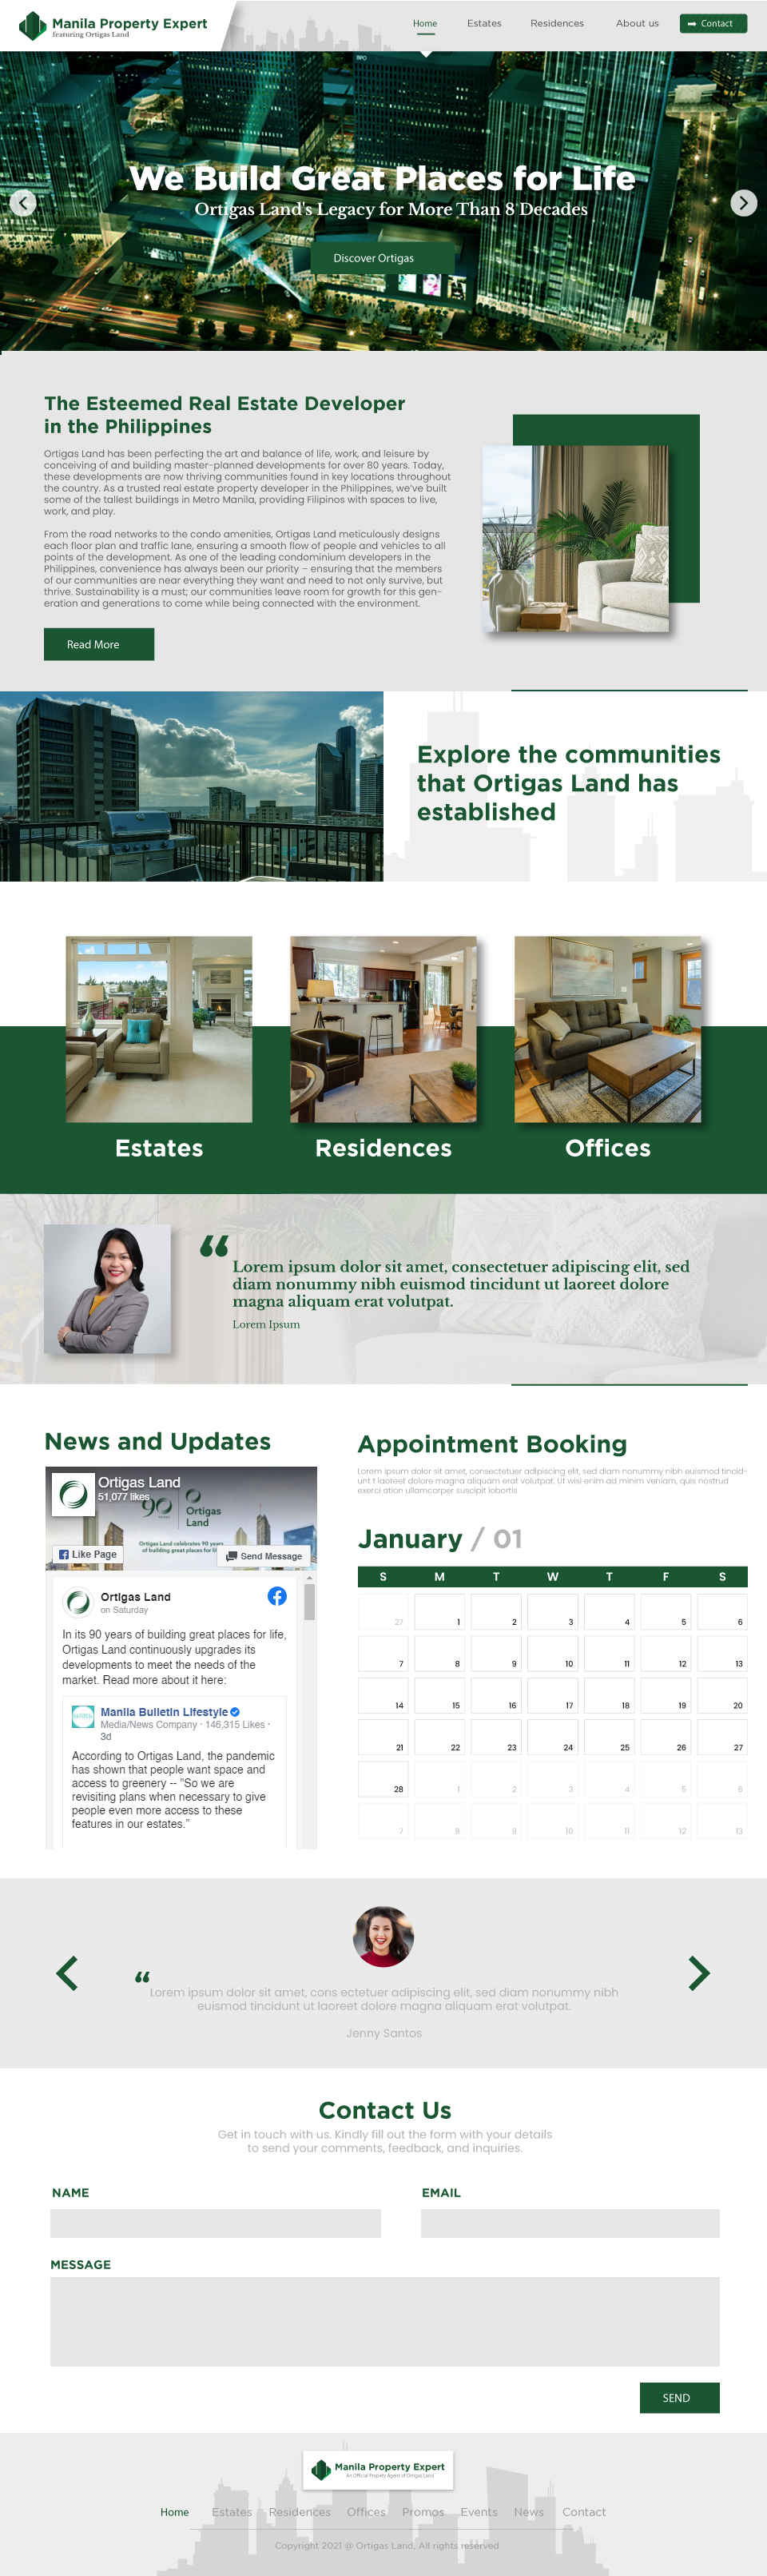 Manila Property Expert
featuring Ortigas Land
Home
Estates
Residences
About us
Contact
We Build Great Places for Life
Ortigas Land's Legacy for More Than 8 Decades
Discover Ortigas
The Esteemed Real Estate Developer
in the Philippines
Ortigas Land has been perfecting the art and balance of life, work, and leisure by
conceiving of and building master-planned developments for over 80 years. Today,
these developments are now thriving communities found in key locations throughout
the country. As a trusted real estate property developer in the Philippines, we've built
some of the tallest buildings in Metro Manila, providing Filipinos with spaces to live,
work, and play.
From the road networks to the condo amenities, Ortigas Land meticulously designs
each floor plan and traffic lane, ensuring a smooth flow of people and vehicles to all
points of the development. As one of the leading condominium developers in the
Philippines, convenience has always been our priority – ensuring that the members
of our communities are near everything they want and need to not only survive, but
thrive. Sustainability is a must; our communities leave room for growth for this gen-
eration and generations to come while being connected with the environment.
Read More
Explore the communities
that Ortigas Land has
established
Estates
Residences
Offices
“
Lorem ipsum dolor sit amet, consectetuer adipiscing elit, sed
diam nonummy nibh euismod tincidunt ut laoreet dolore
magna aliquam erat volutpat.
Lorem Ipsum
News and Updates
Ortigas Land
51,077 likes
90
Ortigas
Land
Ortigas Land celebrates 90 years
of building great places for life
Like Page
Send Message
Ortigas Land
on Saturday
In its 90 years of building great places for life,
Ortigas Land continuously upgrades its
developments to meet the needs of the
market. Read more about it here:
Manila Bulletin Lifestyle
Media/News Company · 146,315 Likes ·
3d
According to Ortigas Land, the pandemic
has shown that people want space and
access to greenery -- "So we are
revisiting plans when necessary to give
people even more access to these
features in our estates."
Appointment Booking
Lorem ipsum dolor sit amet, consectetuer adipiscing elit, sed diam nonummy nibh euismod tincid-
unt t laoreet dolore magna aliquam erat volutpat. Ut wisi enim ad minim veniam, quis nostrud
exerci ation ullamcorper suscipit lobortis
January / 01
S M T W T F S
27 1 2 3 4 5 6
7 8 9 10 11 12 13
14 15 16 17 18 19 20
21 22 23 24 25 26 27
28 1 2 3 4 5 6
7 8 9 10 11 12 13
“
Lorem ipsum dolor sit amet, cons ectetuer adipiscing elit, sed diam nonummy nibh
euismod tincidunt ut laoreet dolore magna aliquam erat volutpat.
Jenny Santos
Contact Us
Get in touch with us. Kindly fill out the form with your details
to send your comments, feedback, and inquiries.
NAME
EMAIL
MESSAGE
SEND
Manila Property Expert
An Official Property Agent of Ortigas Land
Home Estates Residences Offices Promos Events News Contact
Copyright 2021 @ Ortigas Land. All rights reserved